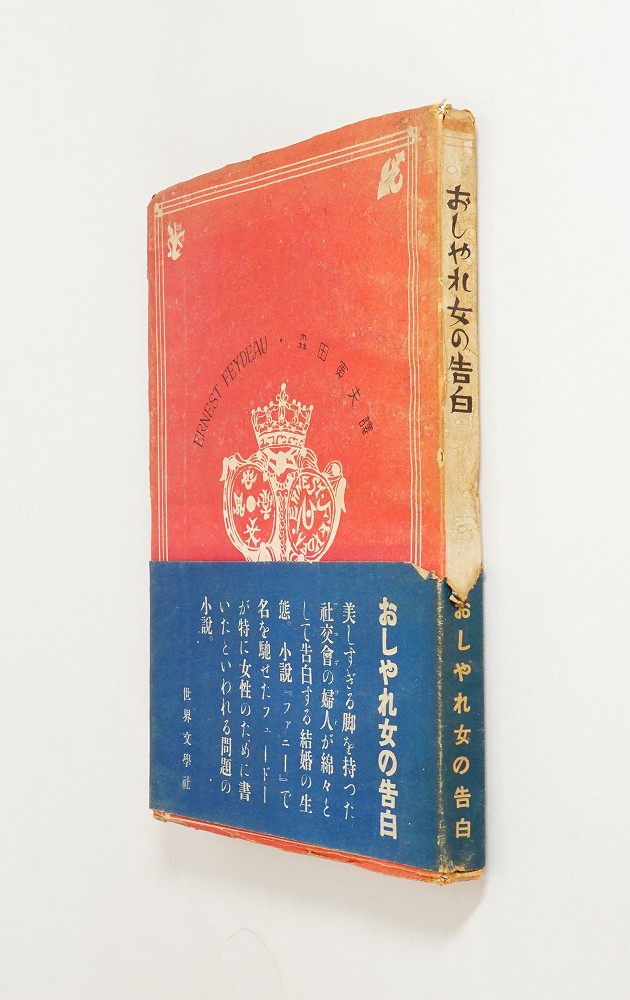 おしやれ女の告白
ERNEST FEYDEAU・森田寅夫譯
おしやれ女の告白
美しすぎる脚を持つた
社交會の婦人が綿々と
して告白する結婚の生
態。小説『ファニー』で
名を馳せたフェードー
が特に女性のために書
いたといわれる問題の
小説。
世界文學社
おしやれ女の告白